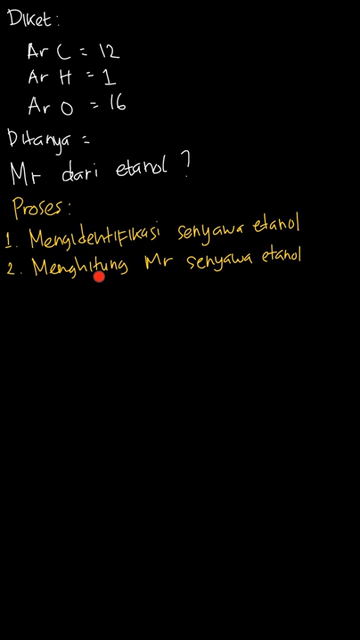 Diket:
Ar C = 12
Ar H = 1
Ar O = 16
Ditanya =
Mr dari etanol ?
Proses:
1. Mengidentifikasi senyawa etanol
2. Menghitung Mr senyawa etanol